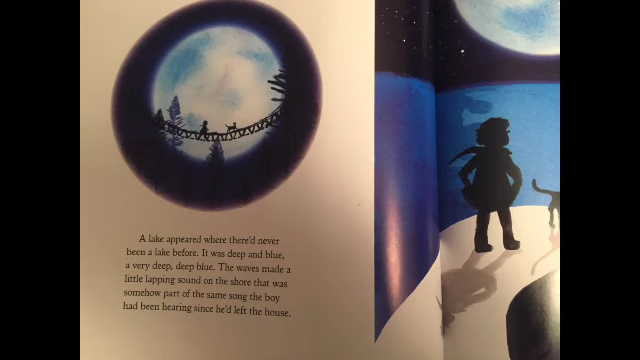 A lake appeared where there'd never
been a lake before. It was deep and blue,
a very deep, deep blue. The waves made a
little lapping sound on the shore that was
somehow part of the same song the boy
had been hearing since he'd left the house.